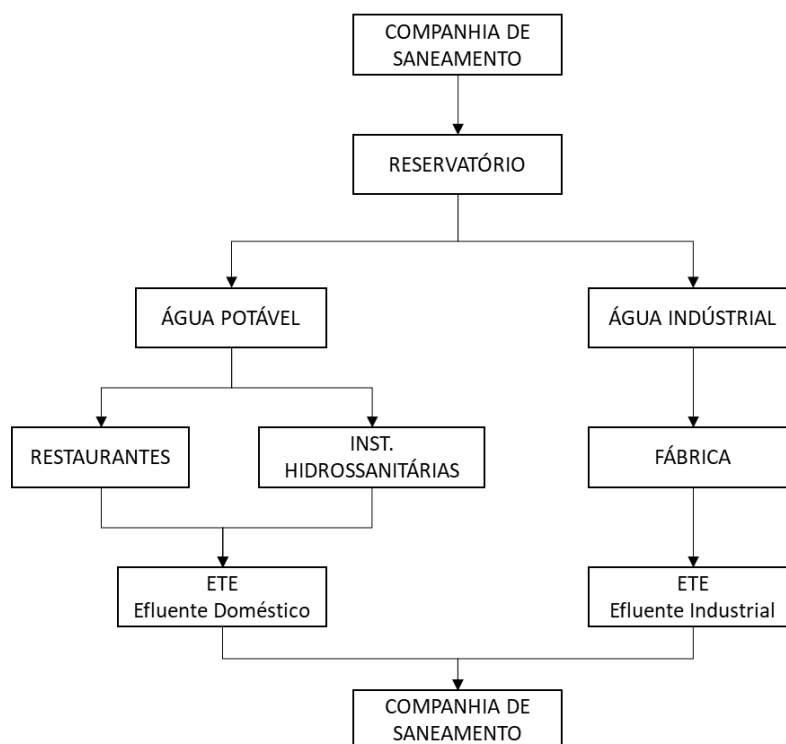 COMPANHIA DE
SANEAMENTO
RESERVATÓRIO
ÁGUA POTÁVEL
ÁGUA INDÚSTRIAL
RESTAURANTES
INST.
HIDROSSANITÁRIAS
FÁBRICA
ETE
Efluente Doméstico
ETE
Efluente Industrial
COMPANHIA DE
SANEAMENTO